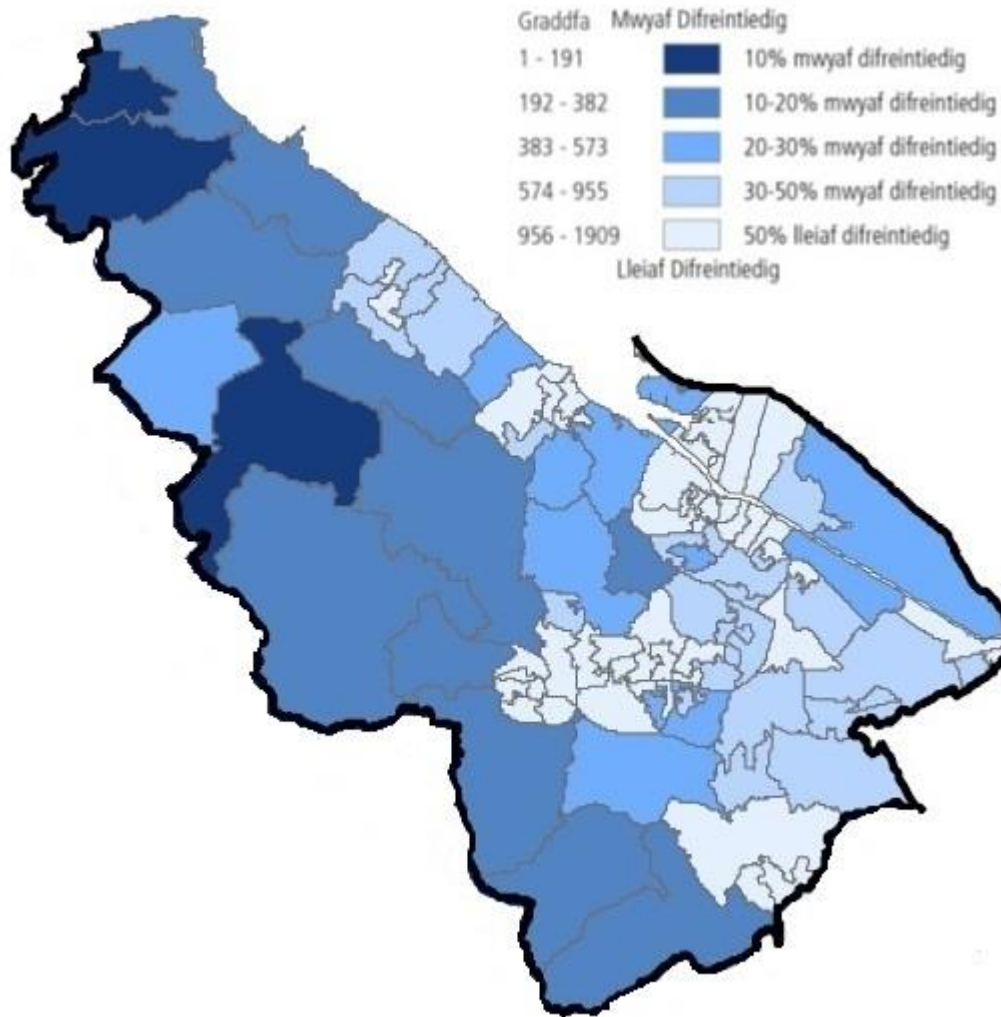 Graddfa Mwyaf Difreintiedig
1 - 191 10% mwyaf difreintiedig
192 - 382 10-20% mwyaf difreintiedig
383 - 573 20-30% mwyaf difreintiedig
574 - 955 30-50% mwyaf difreintiedig
956 - 1909 50% lleiaf difreintiedig
Lleiaf Difreintiedig